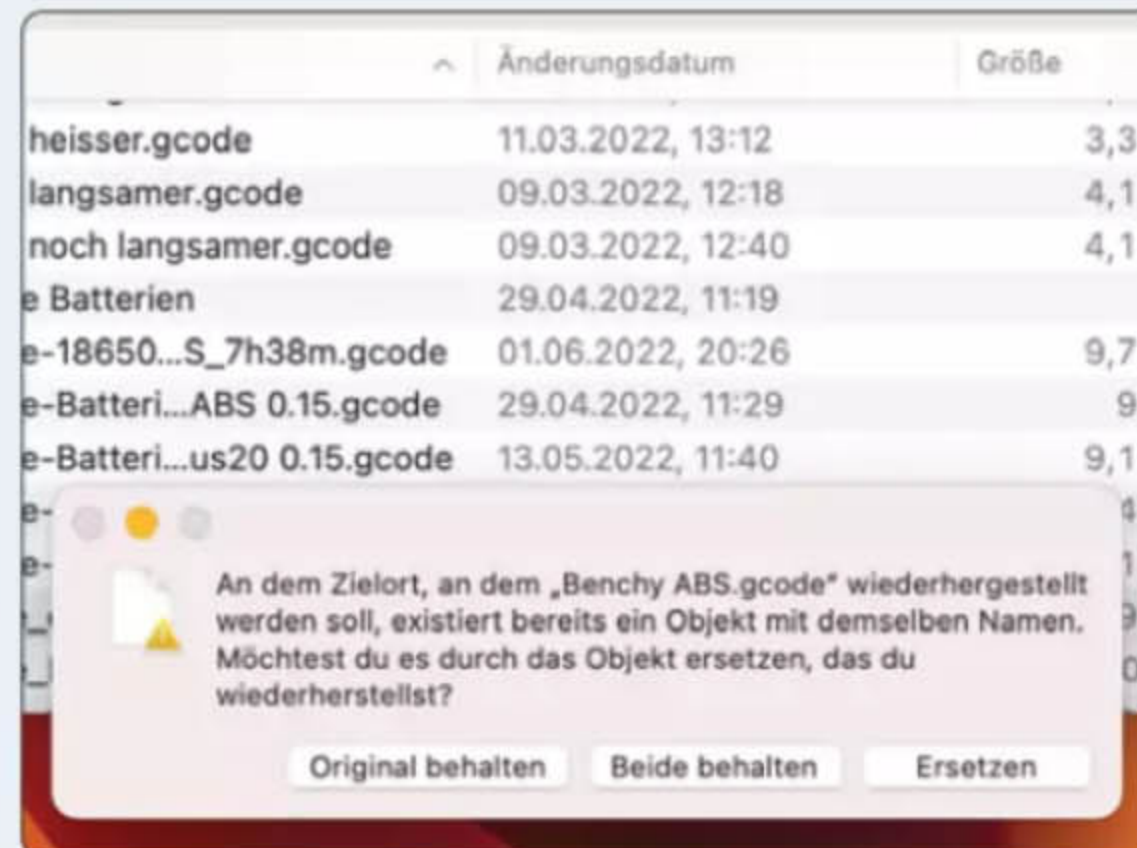 Änderungsdatum Größe
heisser.gcode 11.03.2022, 13:12 3,3
langsamer.gcode 09.03.2022, 12:18 4,1
noch langsamer.gcode 09.03.2022, 12:40 4,1
e Batterien 29.04.2022, 11:19
e-18650...S_7h38m.gcode 01.06.2022, 20:26 9,7
e-Batteri...ABS 0.15.gcode 29.04.2022, 11:29 9
e-Batteri...us20 0.15.gcode 13.05.2022, 11:40 9,1
e-
e-
An dem Zielort, an dem „Benchy ABS.gcode“ wiederhergestellt
werden soll, existiert bereits ein Objekt mit demselben Namen.
Möchtest du es durch das Objekt ersetzen, das du
wiederherstellst?
Original behalten Beide behalten Ersetzen